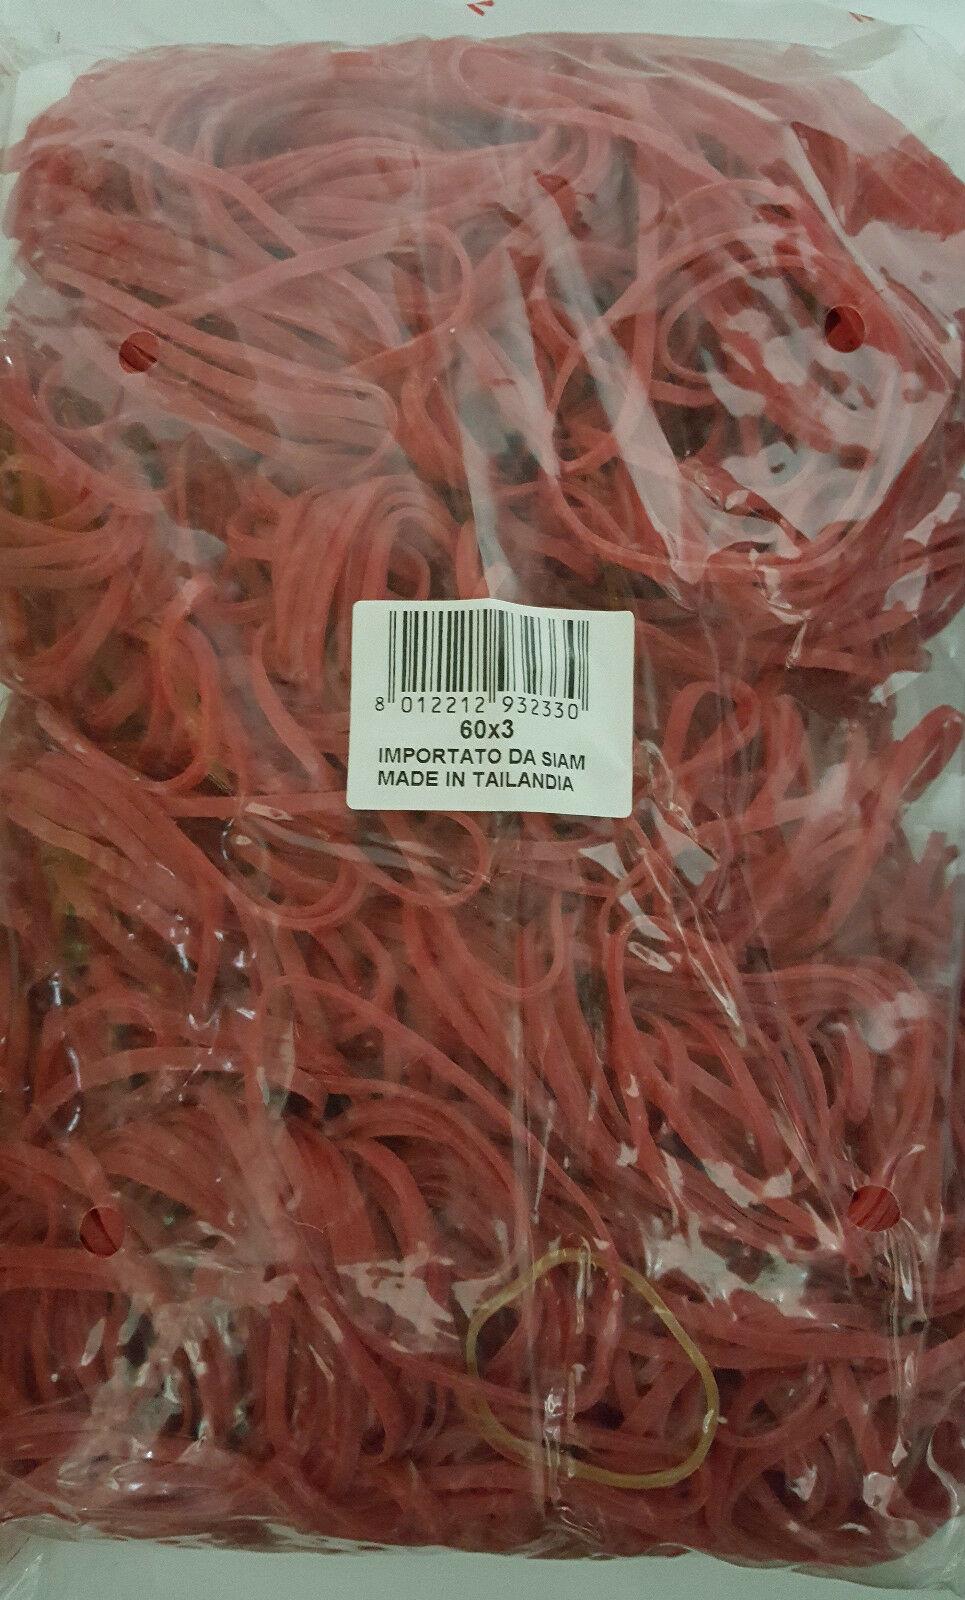 8 012212 932330
60x3
IMPORTATO DA SIAM
MADE IN TAILANDIA